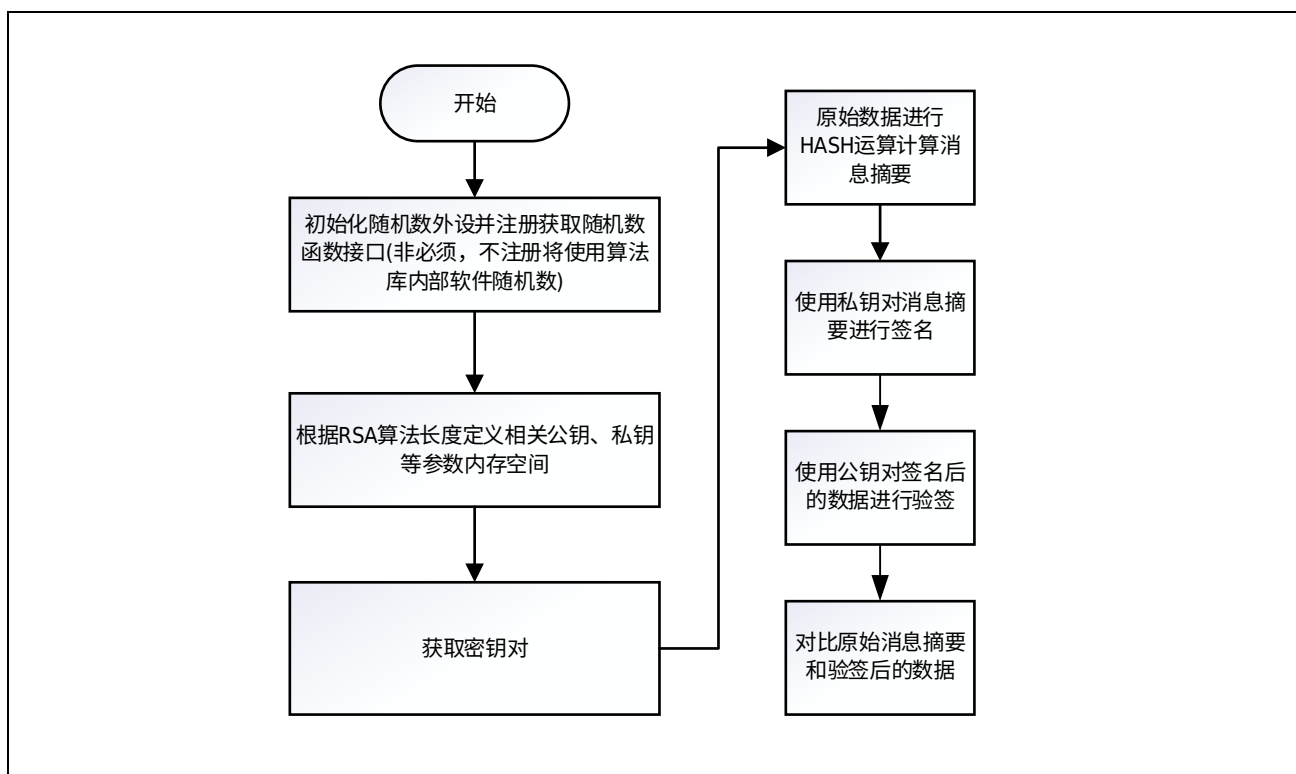 开始
初始化随机数外设并注册获取随机数
函数接口(非必须，不注册将使用算法
库内部软件随机数)
根据RSA算法长度定义相关公钥、私钥
等参数内存空间
获取密钥对
原始数据进行
HASH运算计算消
息摘要
使用私钥对消息摘
要进行签名
使用公钥对签名后
的数据进行验签
对比原始消息摘要
和验签后的数据